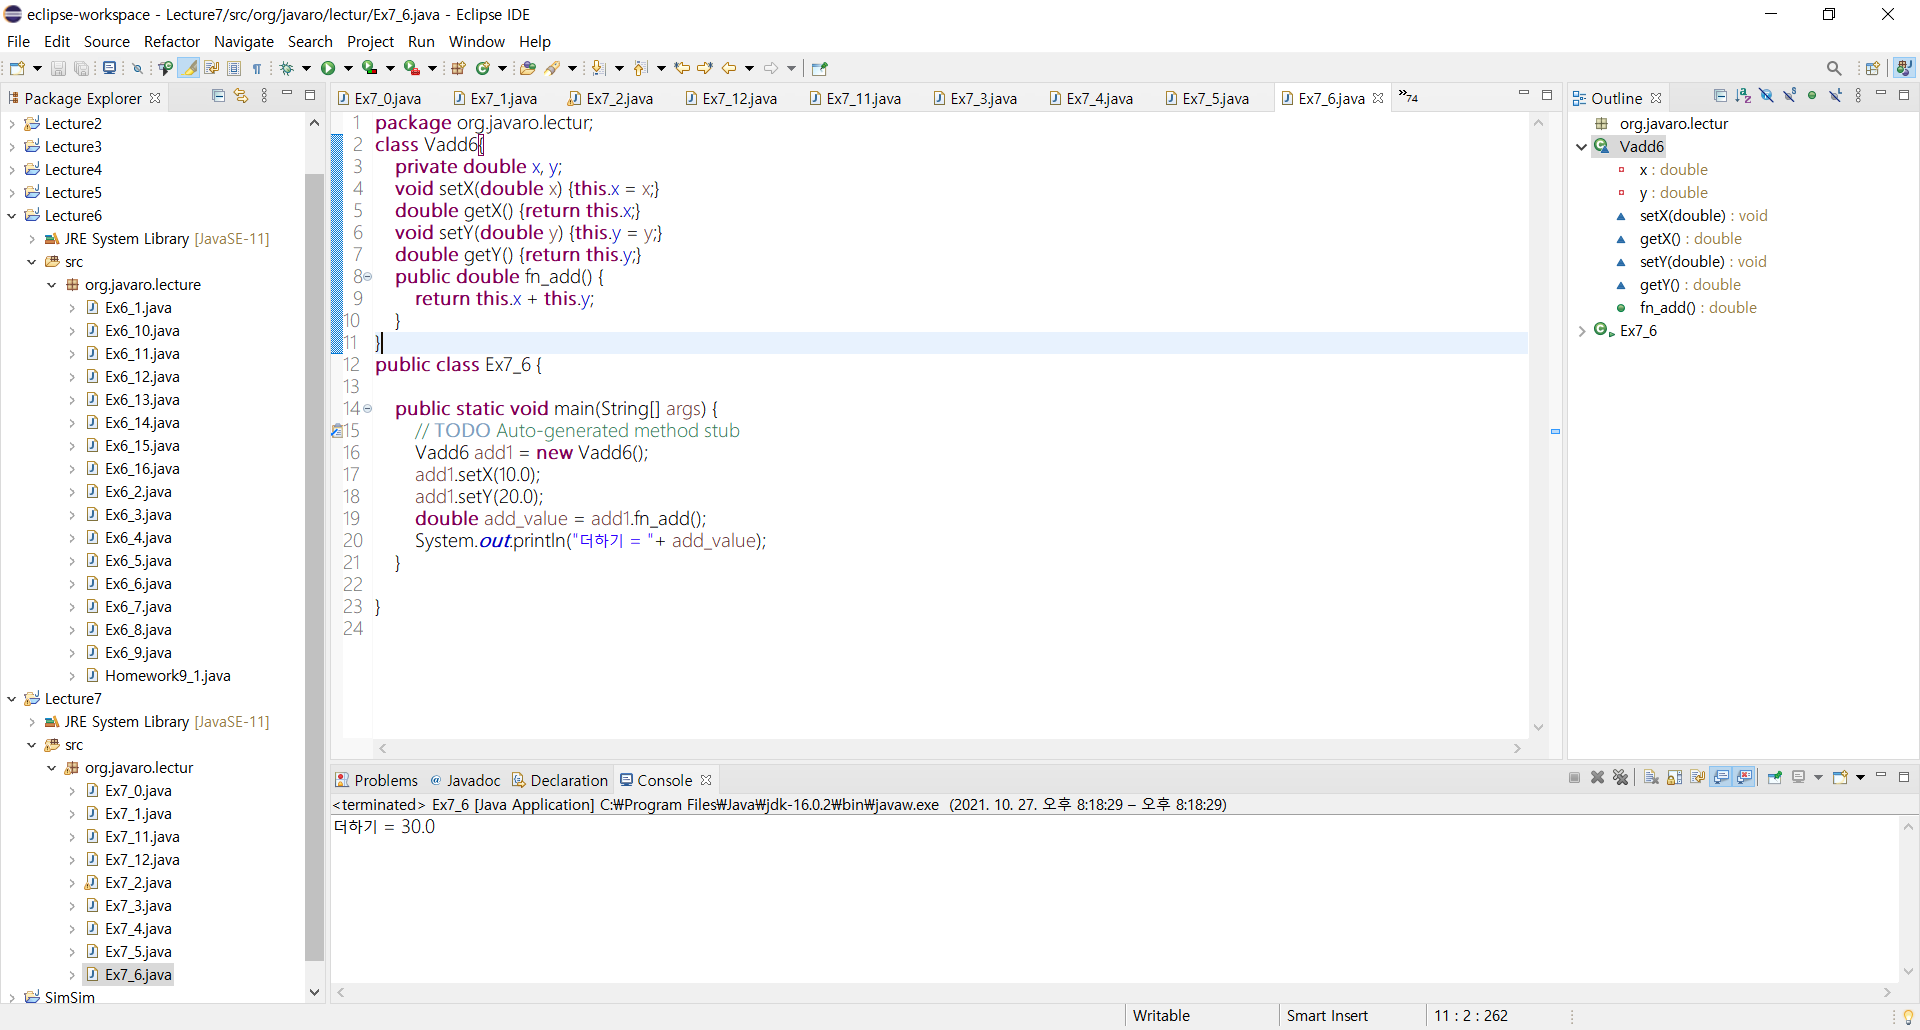 eclipse-workspace - Lecture7/src/org/javaro/lectur/Ex7_6.java - Eclipse IDE
File Edit Source Refactor Navigate Search Project Run Window Help
Package Explorer
Lecture2
Lecture3
Lecture4
Lecture5
Lecture6
JRE System Library [JavaSE-11]
src
org.javaro.lecture
Ex6_1.java
Ex6_10.java
Ex6_11.java
Ex6_12.java
Ex6_13.java
Ex6_14.java
Ex6_15.java
Ex6_16.java
Ex6_2.java
Ex6_3.java
Ex6_4.java
Ex6_5.java
Ex6_6.java
Ex6_7.java
Ex6_8.java
Ex6_9.java
Homework9_1.java
Lecture7
JRE System Library [JavaSE-11]
src
org.javaro.lectur
Ex7_0.java
Ex7_1.java
Ex7_11.java
Ex7_12.java
Ex7_2.java
Ex7_3.java
Ex7_4.java
Ex7_5.java
Ex7_6.java
SimSim
Ex7_0.java Ex7_1.java Ex7_2.java Ex7_12.java Ex7_11.java Ex7_3.java Ex7_4.java Ex7_5.java Ex7_6.java »74
1 package org.javaro.lectur;
2 class Vadd6{
3 private double x, y;
4 void setX(double x) {this.x = x;}
5 double getX() {return this.x;}
6 void setY(double y) {this.y = y;}
7 double getY() {return this.y;}
8 public double fn_add() {
9 return this.x + this.y;
10 }
11 }
12 public class Ex7_6 {
13
14 public static void main(String[] args) {
15 // TODO Auto-generated method stub
16 Vadd6 add1 = new Vadd6();
17 add1.setX(10.0);
18 add1.setY(20.0);
19 double add_value = add1.fn_add();
20 System.out.println("더하기 = "+ add_value);
21 }
22
23 }
24
Outline
org.javaro.lectur
Vadd6
x : double
y : double
setX(double) : void
getX() : double
setY(double) : void
getY() : double
fn_add() : double
Ex7_6
Problems @ Javadoc Declaration Console
<terminated> Ex7_6 [Java Application] C:₩Program Files₩Java₩jdk-16.0.2₩bin₩javaw.exe (2021. 10. 27. 오후 8:18:29 – 오후 8:18:29)
더하기 = 30.0
Writable Smart Insert 11 : 2 : 262